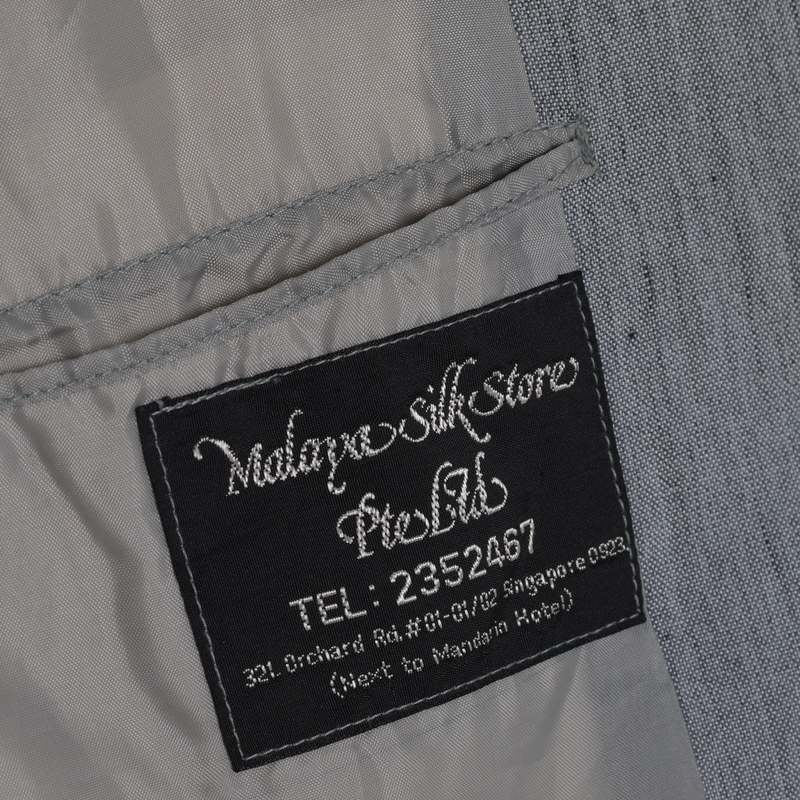 Malaya Silk Store
Pte Ltd
TEL: 2352467
321. Orchard Rd. #01-01/02 Singapore 0923.
(Next to Mandarin Hotel)